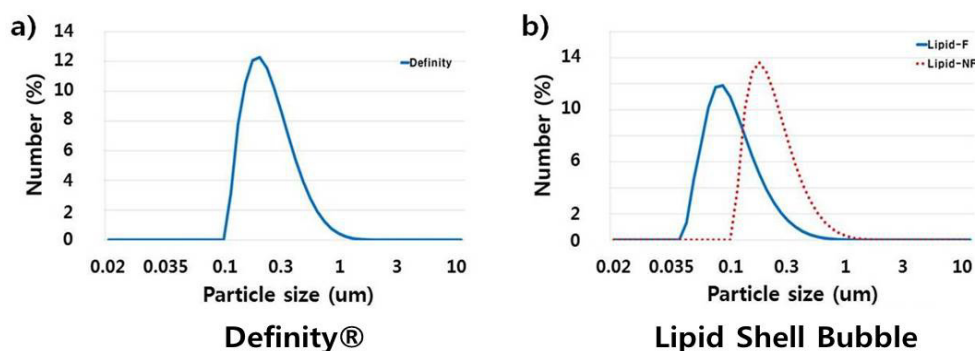 a)
14
12
10
8
6
4
2
0
Number (%)
Definity
0.02 0.035 0.1 0.3 1 3 10
Particle size (um)
Definity®
b)
14
10
6
2
0
Number (%)
Lipid-F
Lipid-NF
0.02 0.035 0.1 0.3 1 3 10
Particle size (um)
Lipid Shell Bubble